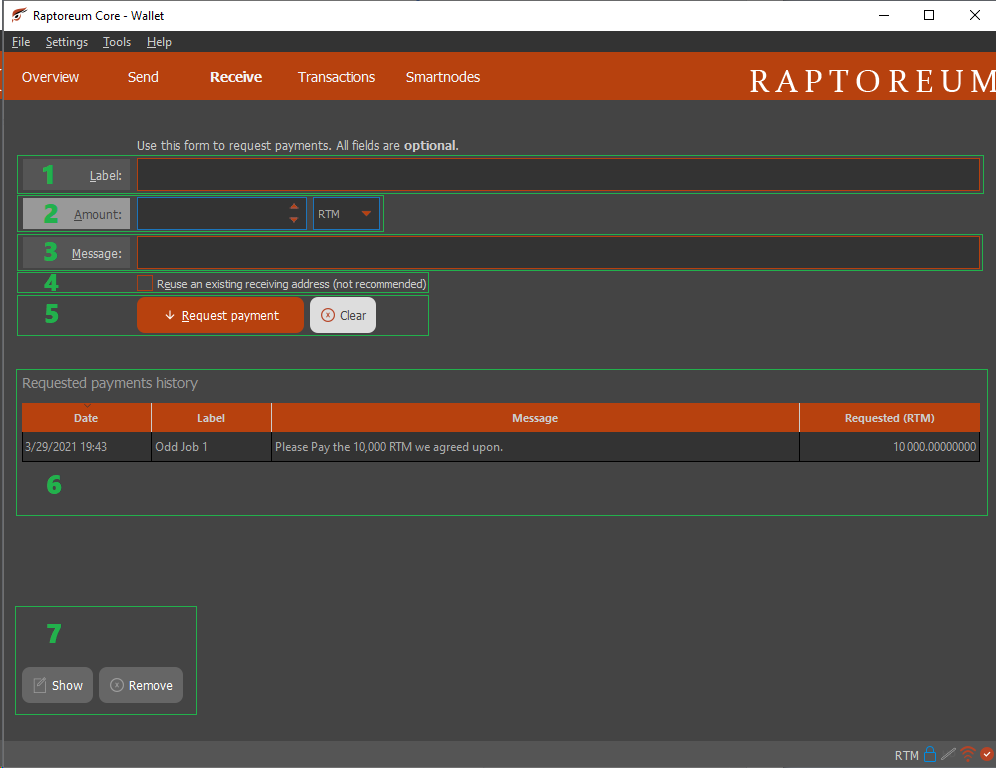 Raptoreum Core - Wallet
File Settings Tools Help
Overview Send Receive Transactions Smartnodes RAPTOREUM
Use this form to request payments. All fields are optional.
1 Label:
2 Amount: RTM
3 Message:
4 Reuse an existing receiving address (not recommended)
5 Request payment Clear
Requested payments history
Date Label Message Requested (RTM)
3/29/2021 19:43 Odd Job 1 Please Pay the 10,000 RTM we agreed upon. 10 000.00000000
6
7
Show Remove
RTM